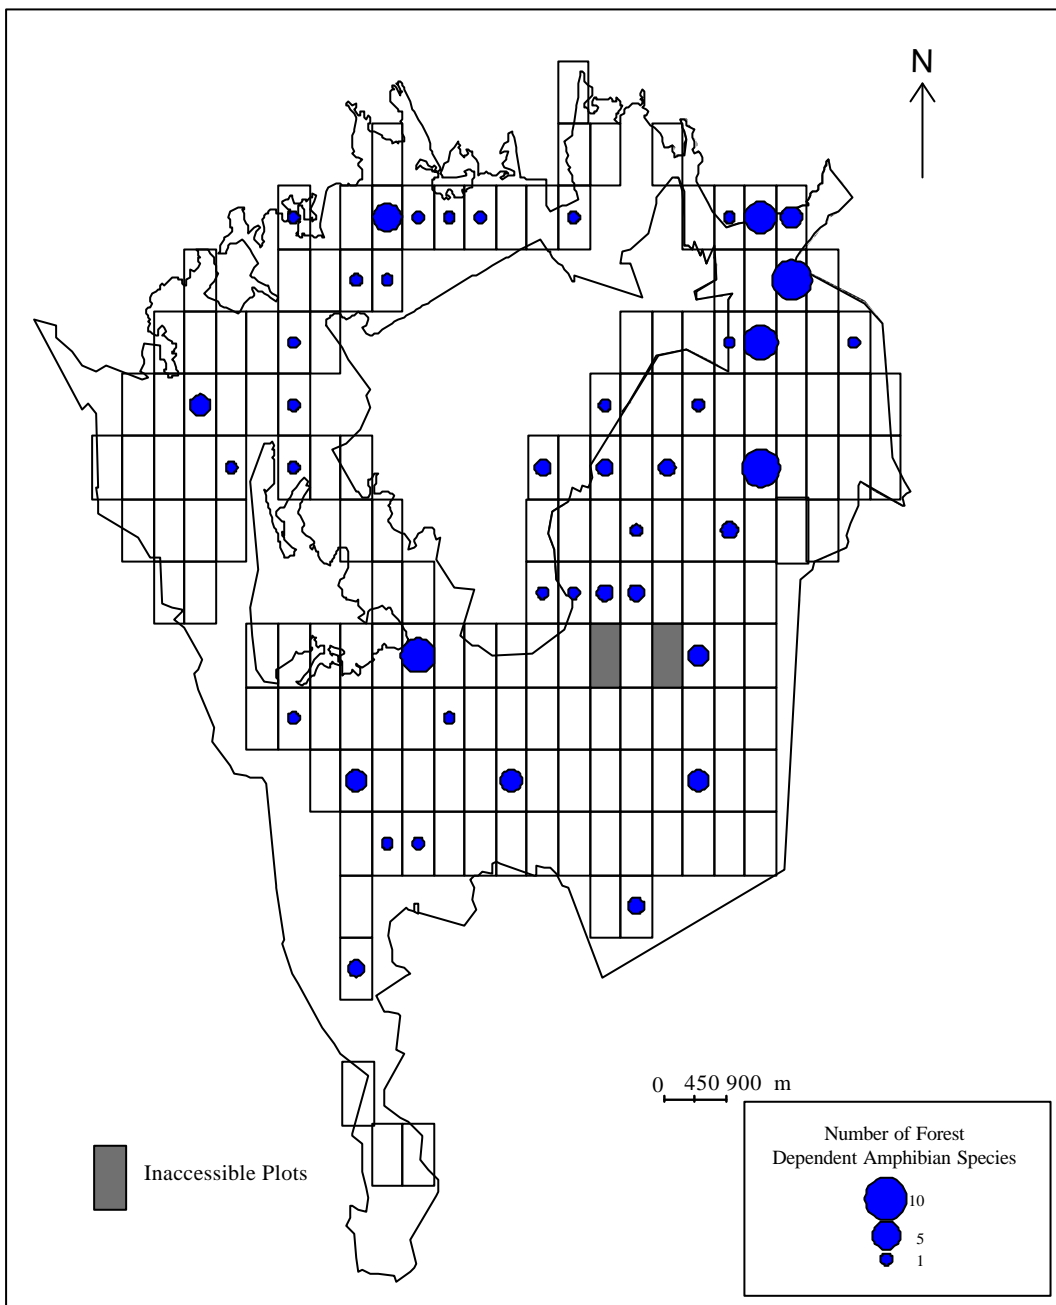 N
0 450 900 m
Number of Forest
Dependent Amphibian Species
10
5
1
Inaccessible Plots